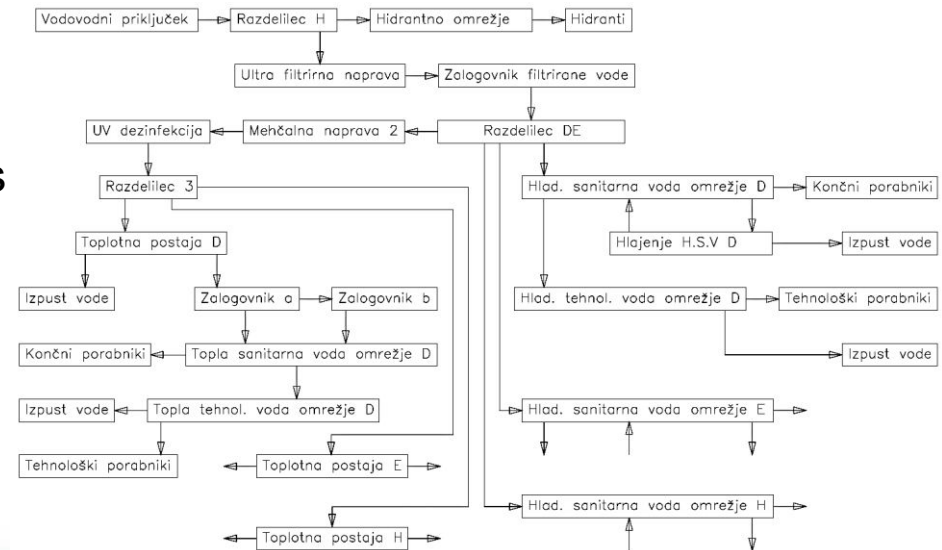 Vodovodni priključek
Razdelilec H
Hidrantno omrežje
Hidranti
Ultra filtrirna naprava
Zalogovnik filtrirane vode
UV dezinfekcija
Mehčalna naprava 2
Razdelilec DE
s
Razdelilec 3
Hlad. sanitarna voda omrežje D
Končni porabniki
Toplotna postaja D
Hlajenje H.S.V D
Izpust vode
Izpust vode
Zalogovnik a
Zalogovnik b
Hlad. tehnol. voda omrežje D
Tehnološki porabniki
Končni porabniki
Topla sanitarna voda omrežje D
Izpust vode
Izpust vode
Topla tehnol. voda omrežje D
Hlad. sanitarna voda omrežje E
Tehnološki porabniki
Toplotna postaja E
Hlad. sanitarna voda omrežje H
Toplotna postaja H